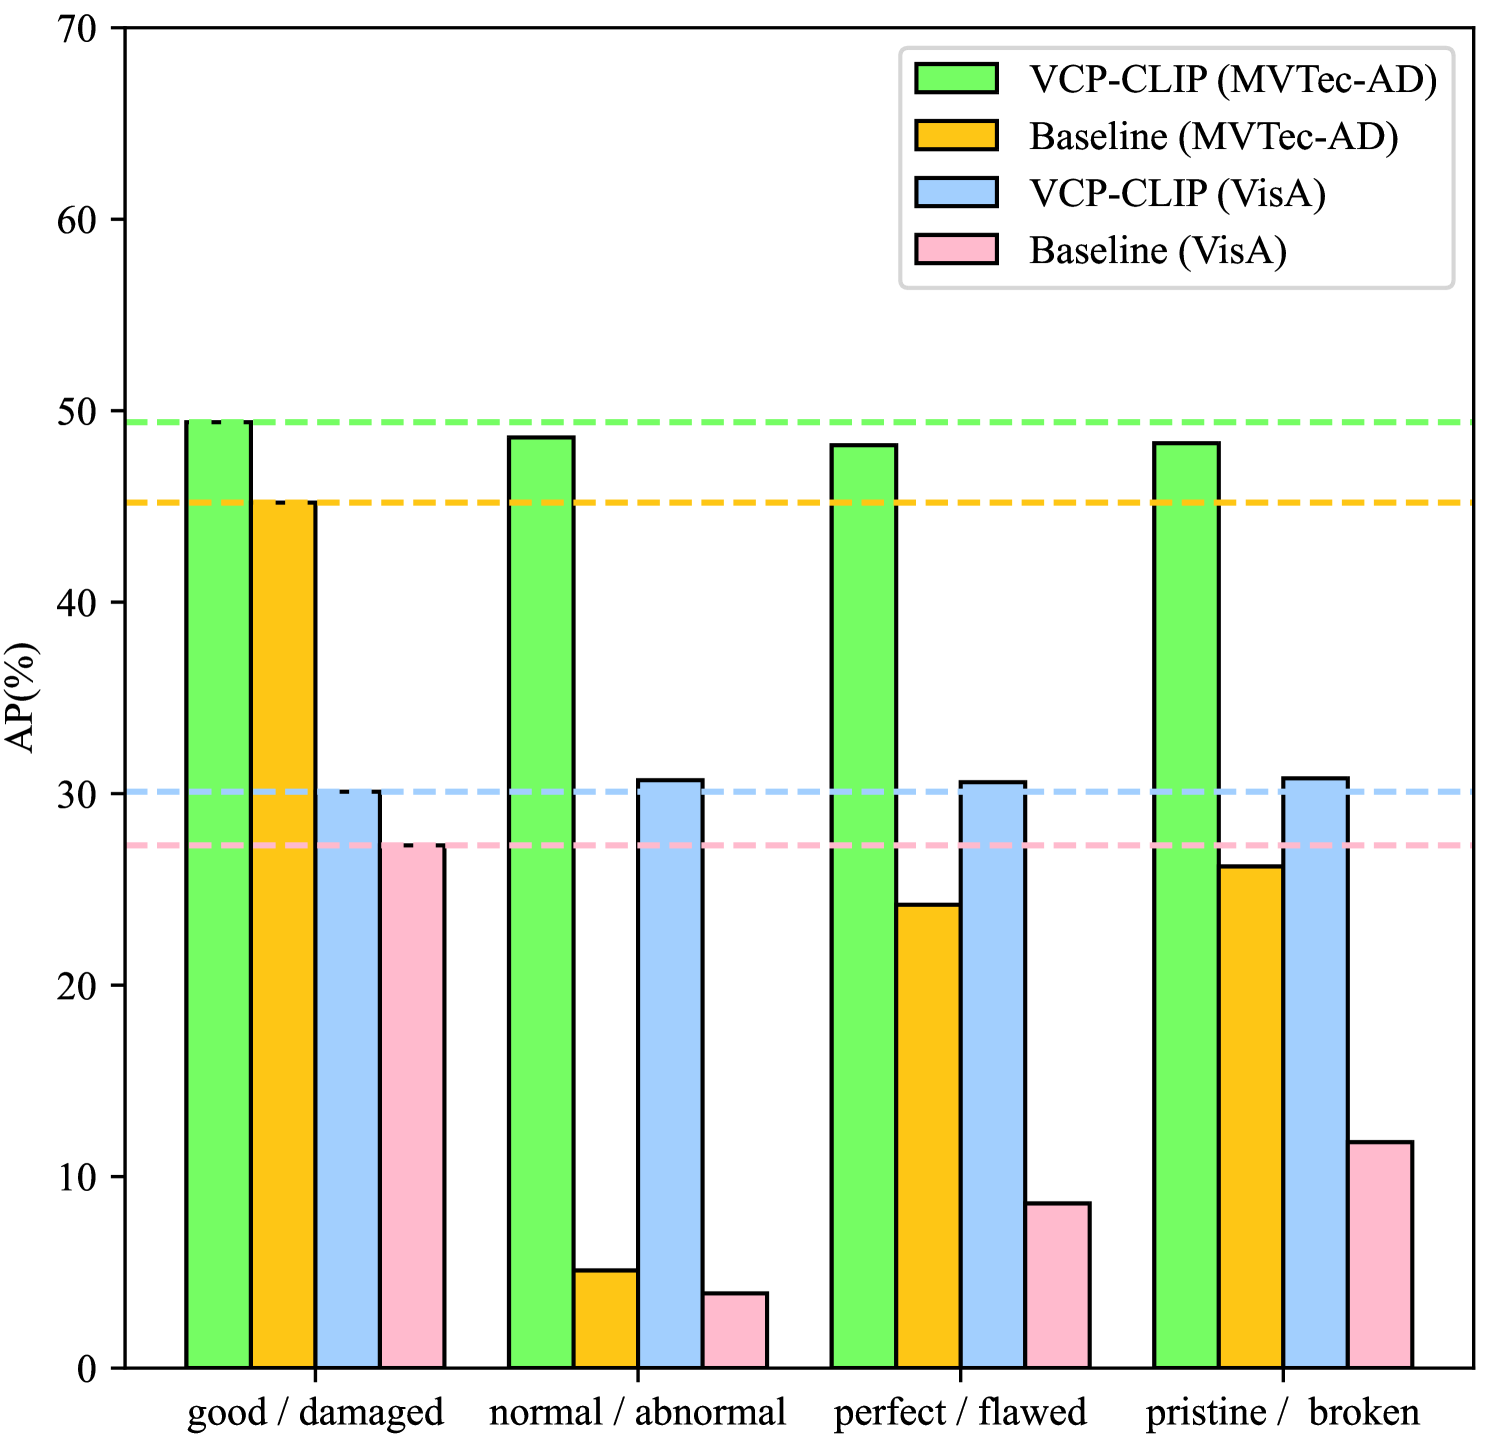 70
60
50
40
30
20
10
0
AP(%)
VCP-CLIP (MVTec-AD)
Baseline (MVTec-AD)
VCP-CLIP (VisA)
Baseline (VisA)
good / damaged
normal / abnormal
perfect / flawed
pristine / broken